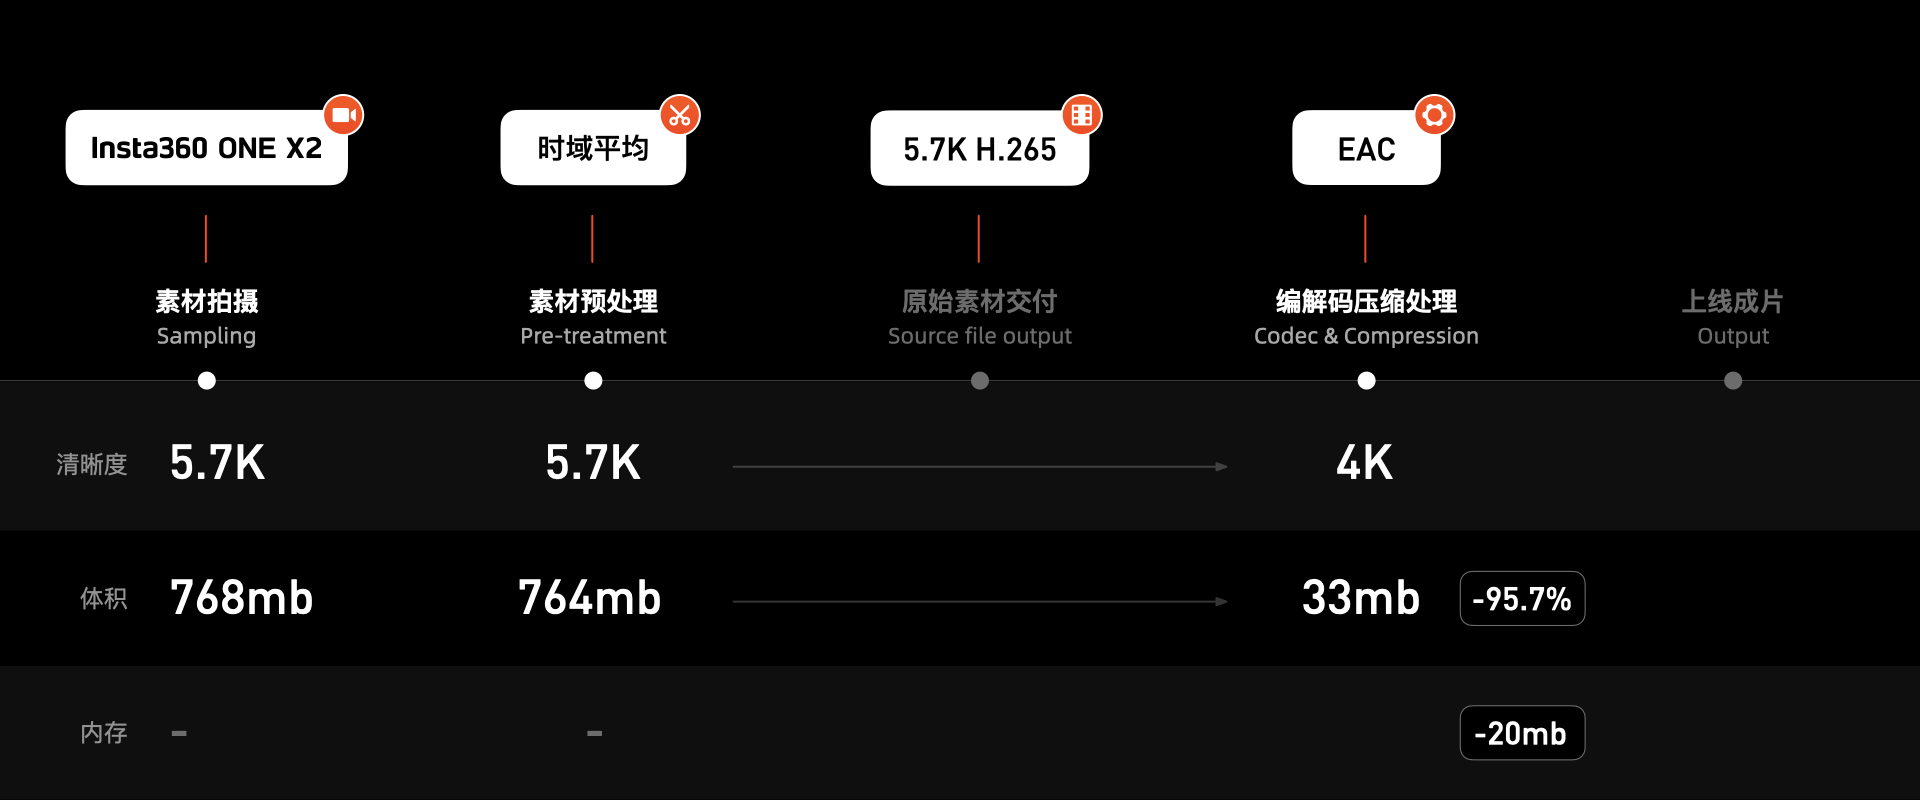 Insta360 ONE X2
时域平均
5.7K H.265
EAC
素材拍摄
Sampling
素材预处理
Pre-treatment
原始素材交付
Source file output
编解码压缩处理
Codec & Compression
上线成片
Output
清晰度 5.7K 5.7K 4K
体积 768mb 764mb 33mb -95.7%
内存 - - -20mb